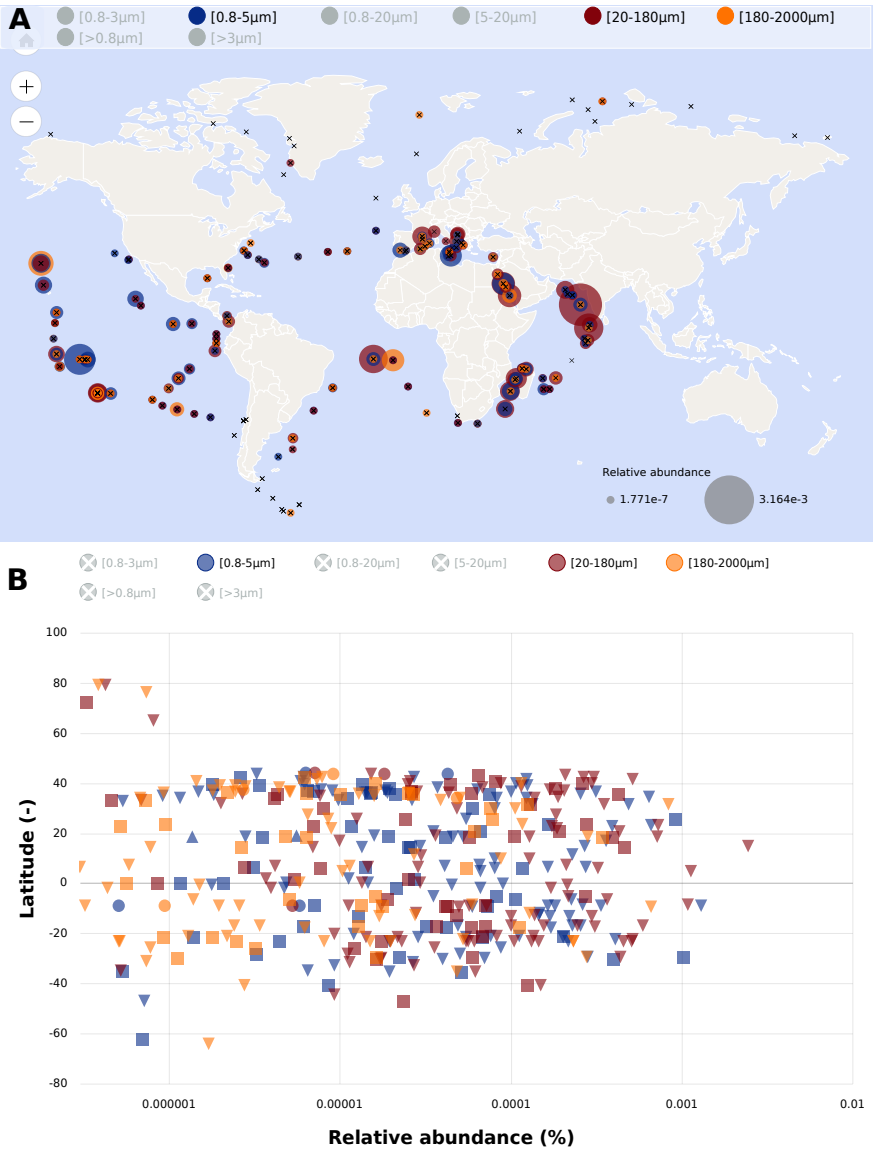 A
[0.8-3µm] [0.8-5µm] [0.8-20µm] [5-20µm] [20-180µm] [180-2000µm]
[>0.8µm] [>3µm]
+
−
Relative abundance
1.771e-7 3.164e-3
B
[0.8-3µm] [0.8-5µm] [0.8-20µm] [5-20µm] [20-180µm] [180-2000µm]
[>0.8µm] [>3µm]
100
80
60
40
20
0
-20
-40
-60
-80
Latitude (-)
0.000001 0.00001 0.0001 0.001 0.01
Relative abundance (%)